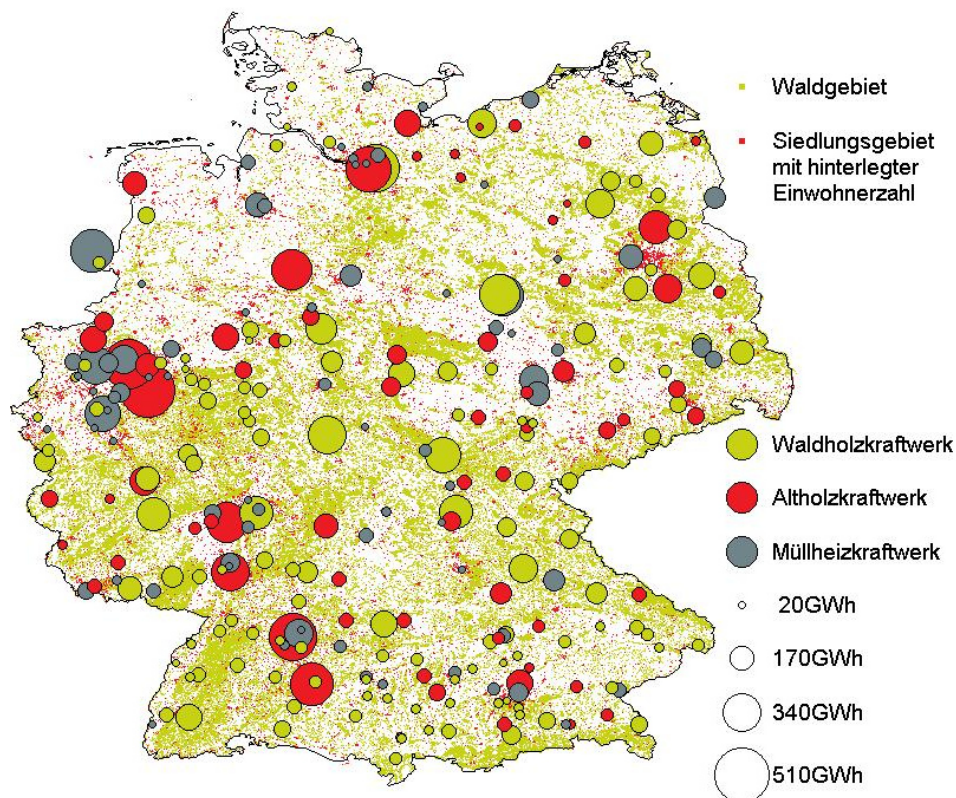 Waldgebiet
Siedlungsgebiet
mit hinterlegter
Einwohnerzahl
Waldholzkraftwerk
Altholzkraftwerk
Müllheizkraftwerk
20GWh
170GWh
340GWh
510GWh